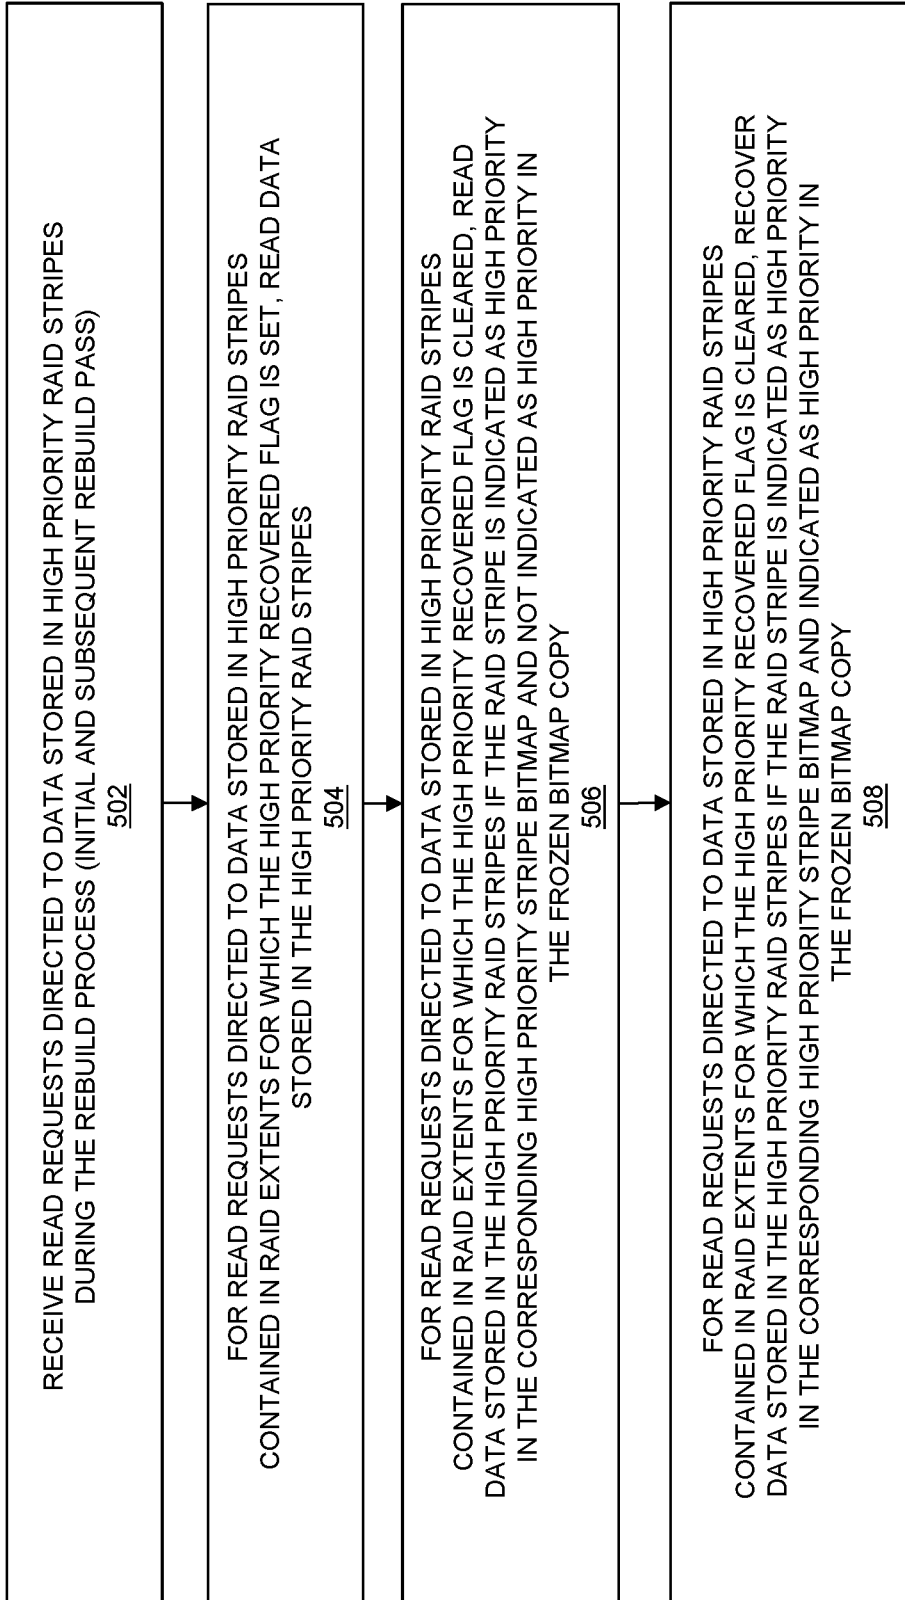 RECEIVE READ REQUESTS DIRECTED TO DATA STORED IN HIGH PRIORITY RAID STRIPES
DURING THE REBUILD PROCESS (INITIAL AND SUBSEQUENT REBUILD PASS)
502
FOR READ REQUESTS DIRECTED TO DATA STORED IN HIGH PRIORITY RAID STRIPES
CONTAINED IN RAID EXTENTS FOR WHICH THE HIGH PRIORITY RECOVERED FLAG IS SET, READ DATA
STORED IN THE HIGH PRIORITY RAID STRIPES
504
FOR READ REQUESTS DIRECTED TO DATA STORED IN HIGH PRIORITY RAID STRIPES
CONTAINED IN RAID EXTENTS FOR WHICH THE HIGH PRIORITY RECOVERED FLAG IS CLEARED, READ
DATA STORED IN THE HIGH PRIORITY RAID STRIPES IF THE RAID STRIPE IS INDICATED AS HIGH PRIORITY
IN THE CORRESPONDING HIGH PRIORITY STRIPE BITMAP AND NOT INDICATED AS HIGH PRIORITY IN
THE FROZEN BITMAP COPY
506
FOR READ REQUESTS DIRECTED TO DATA STORED IN HIGH PRIORITY RAID STRIPES
CONTAINED IN RAID EXTENTS FOR WHICH THE HIGH PRIORITY RECOVERED FLAG IS CLEARED, RECOVER
DATA STORED IN THE HIGH PRIORITY RAID STRIPES IF THE RAID STRIPE IS INDICATED AS HIGH PRIORITY
IN THE CORRESPONDING HIGH PRIORITY STRIPE BITMAP AND INDICATED AS HIGH PRIORITY IN
THE FROZEN BITMAP COPY
508